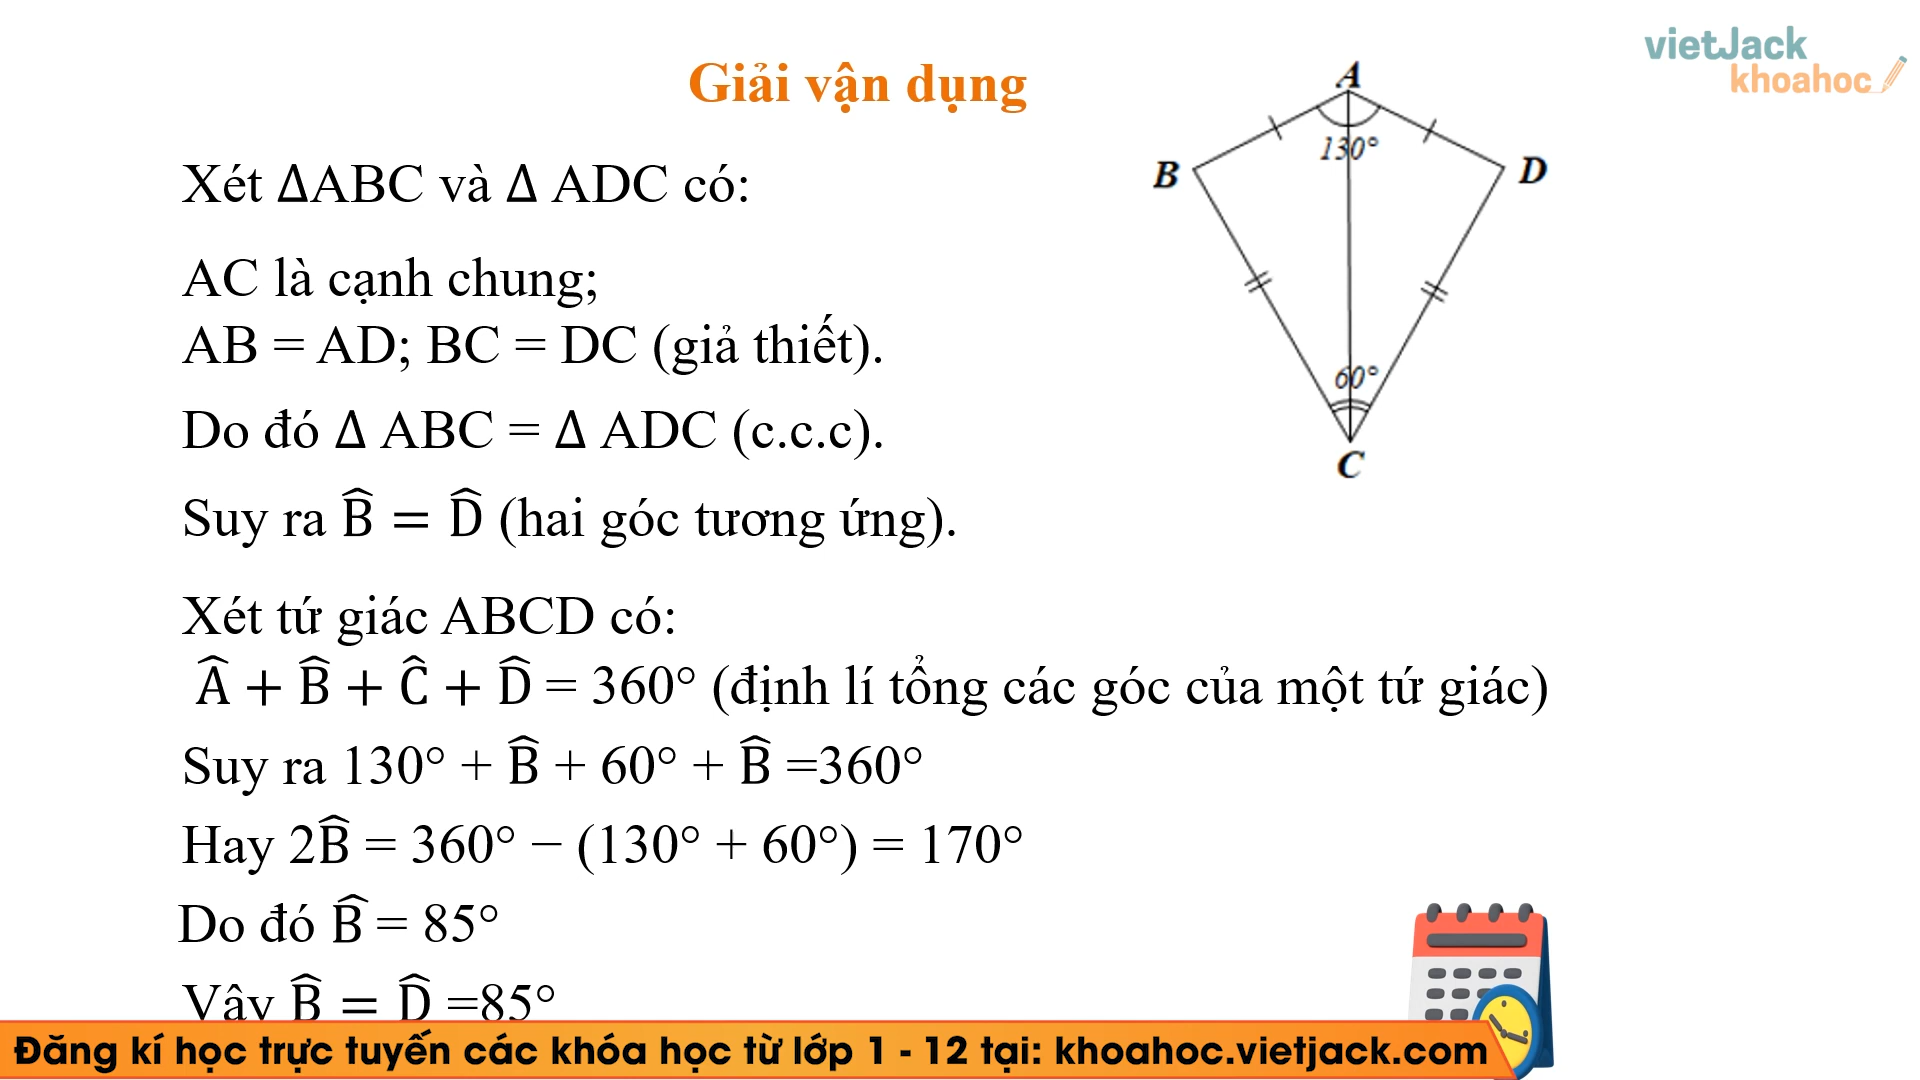 vietJack
khoahoc
Giải vận dụng
A
130°
B
D
60°
C
Xét ΔABC và Δ ADC có:
AC là cạnh chung;
AB = AD; BC = DC (giả thiết).
Do đó Δ ABC = Δ ADC (c.c.c).
Suy ra B̂ = D̂ (hai góc tương ứng).
Xét tứ giác ABCD có:
Â + B̂ + Ĉ + D̂ = 360° (định lí tổng các góc của một tứ giác)
Suy ra 130° + B̂ + 60° + B̂ =360°
Hay 2B̂ = 360° − (130° + 60°) = 170°
Do đó B̂ = 85°
Vậy B̂ = D̂ =85°
Đăng kí học trực tuyến các khóa học từ lớp 1 - 12 tại: khoahoc.vietjack.com